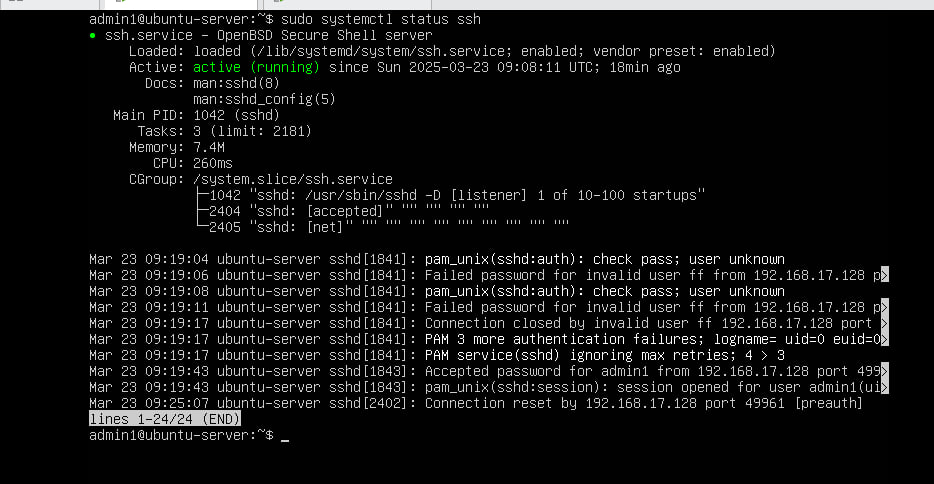 admin1@ubuntu-server:~$ sudo systemctl status ssh
● ssh.service - OpenBSD Secure Shell server
Loaded: loaded (/lib/systemd/system/ssh.service; enabled; vendor preset: enabled)
Active: active (running) since Sun 2025-03-23 09:08:11 UTC; 18min ago
Docs: man:sshd(8)
man:sshd_config(5)
Main PID: 1042 (sshd)
Tasks: 3 (limit: 2181)
Memory: 7.4M
CPU: 260ms
CGroup: /system.slice/ssh.service
├─1042 "sshd: /usr/sbin/sshd -D [listener] 1 of 10-100 startups"
├─2404 "sshd: [accepted]" "" "" "" ""
└─2405 "sshd: [net]" "" "" "" "" "" "" "" "" ""
Mar 23 09:19:04 ubuntu-server sshd[1841]: pam_unix(sshd:auth): check pass; user unknown
Mar 23 09:19:06 ubuntu-server sshd[1841]: Failed password for invalid user ff from 192.168.17.128 p>
Mar 23 09:19:08 ubuntu-server sshd[1841]: pam_unix(sshd:auth): check pass; user unknown
Mar 23 09:19:11 ubuntu-server sshd[1841]: Failed password for invalid user ff from 192.168.17.128 p>
Mar 23 09:19:17 ubuntu-server sshd[1841]: Connection closed by invalid user ff 192.168.17.128 port >
Mar 23 09:19:17 ubuntu-server sshd[1841]: PAM 3 more authentication failures; logname= uid=0 euid=0>
Mar 23 09:19:17 ubuntu-server sshd[1841]: PAM service(sshd) ignoring max retries; 4 > 3
Mar 23 09:19:43 ubuntu-server sshd[1843]: Accepted password for admin1 from 192.168.17.128 port 499>
Mar 23 09:19:43 ubuntu-server sshd[1843]: pam_unix(sshd:session): session opened for user admin1(ui>
Mar 23 09:25:07 ubuntu-server sshd[2402]: Connection reset by 192.168.17.128 port 49961 [preauth]
lines 1-24/24 (END)
admin1@ubuntu-server:~$ _